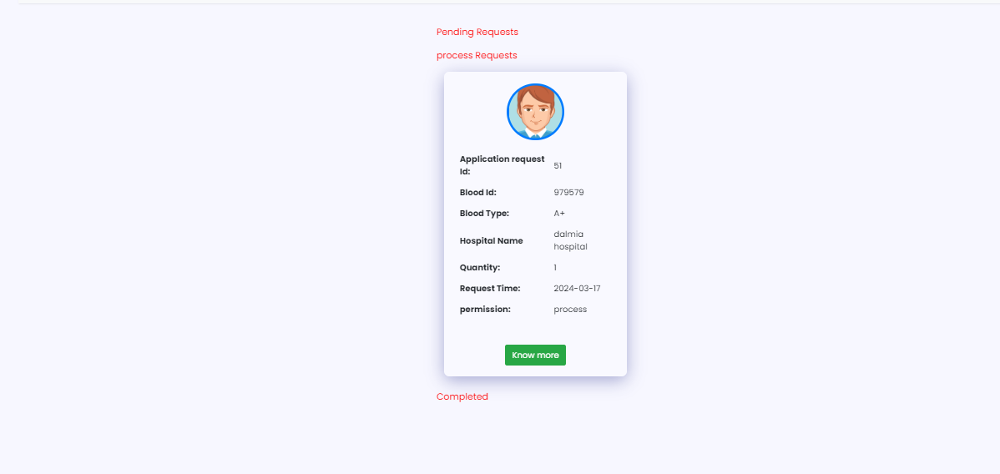 Pending Requests
process Requests
Application request
Id:
51
Blood Id: 979579
Blood Type: A+
Hospital Name
dalmia
hospital
Quantity: 1
Request Time: 2024-03-17
permission: process
Know more
Completed